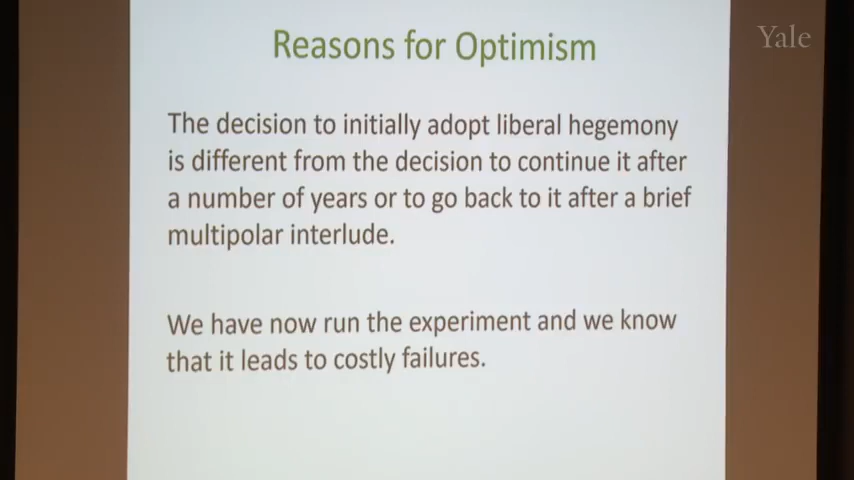 Reasons for Optimism
Yale
The decision to initially adopt liberal hegemony
is different from the decision to continue it after
a number of years or to go back to it after a brief
multipolar interlude.
We have now run the experiment and we know
that it leads to costly failures.